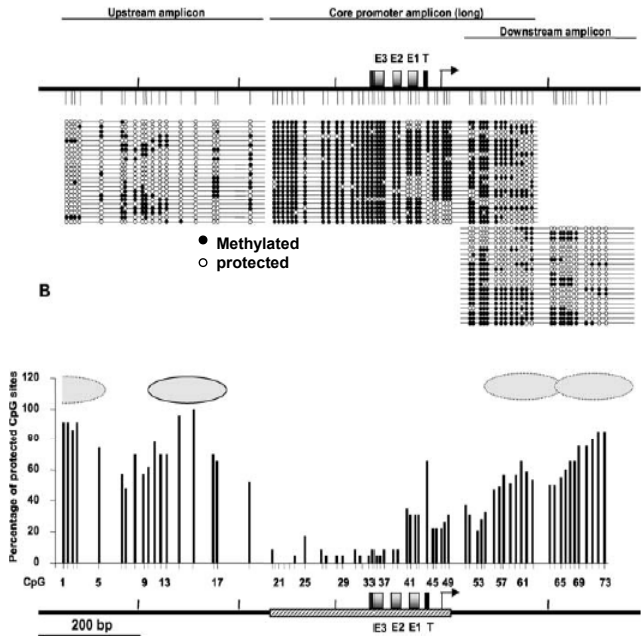 Upstream amplicon
Core promoter amplicon (long)
Downstream amplicon
E3 E2 E1 T
● Methylated
○ protected
B
Percentage of protected CpG sites
120
100
80
60
40
20
0
CpG 1 5 9 13 17 21 25 29 33 37 41 45 49 53 61 65 69 73
200 bp
E3 E2 E1 T